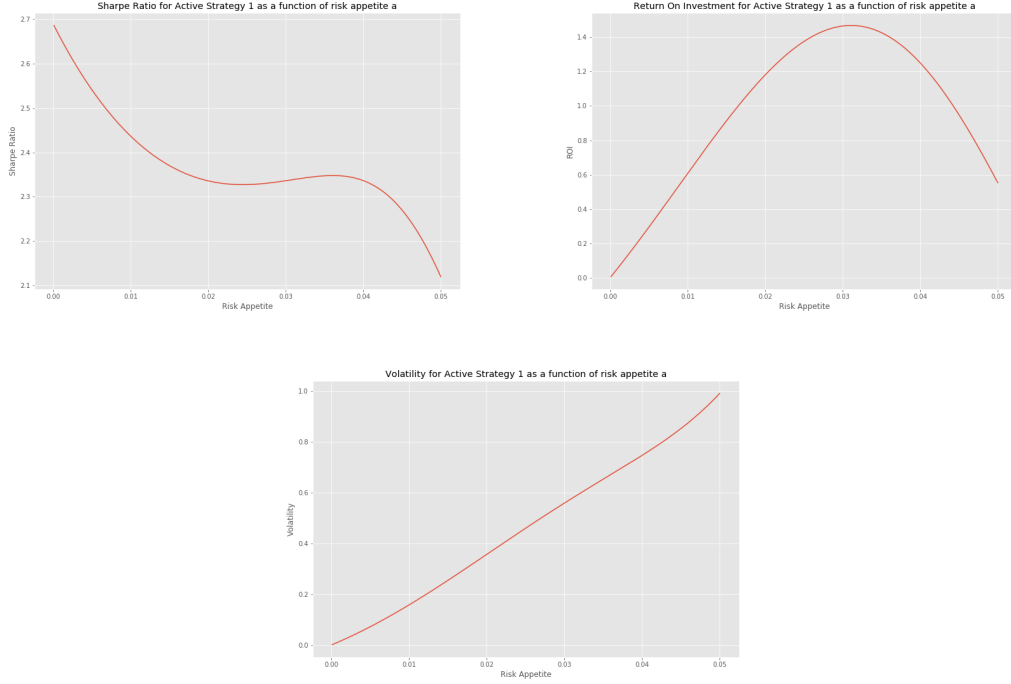 Sharpe Ratio for Active Strategy 1 as a function of risk appetite a
2.7
2.6
2.5
2.4
2.3
2.2
2.1
Sharpe Ratio
0.00 0.01 0.02 0.03 0.04 0.05
Risk Appetite
Return On Investment for Active Strategy 1 as a function of risk appetite a
1.4
1.2
1.0
0.8
0.6
0.4
0.2
0.0
ROI
0.00 0.01 0.02 0.03 0.04 0.05
Risk Appetite
Volatility for Active Strategy 1 as a function of risk appetite a
1.0
0.8
0.6
0.4
0.2
0.0
Volatility
0.00 0.01 0.02 0.03 0.04 0.05
Risk Appetite